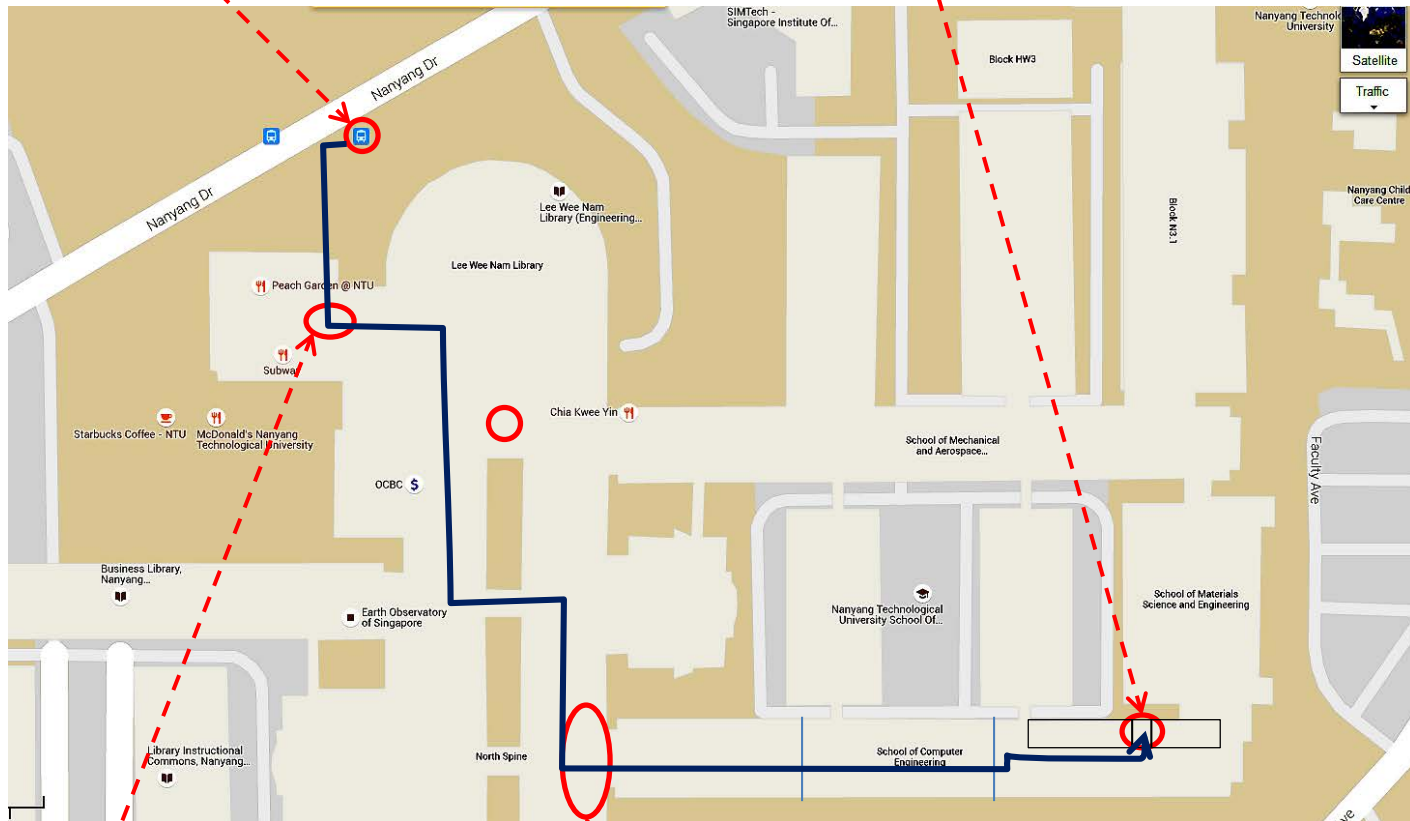 SIMTech -
Singapore Institute Of...
Nanyang Technol
University
Satellite
Traffic
Block HW3
Nanyang Dr
Nanyang Dr
Lee Wee Nam
Library (Engineering...
Nanyang Child
Care Centre
Block N3.1
Lee Wee Nam Library
Peach Garden @ NTU
Subway
Chia Kwee Yin
Starbucks Coffee - NTU
McDonald's Nanyang
Technological University
School of Mechanical
and Aerospace...
Faculty Ave
OCBC $
Business Library,
Nanyang...
Earth Observatory
of Singapore
Nanyang Technological
University School Of...
School of Materials
Science and Engineering
Library Instructional
Commons, Nanyang...
North Spine
School of Computer
Engineering
ve